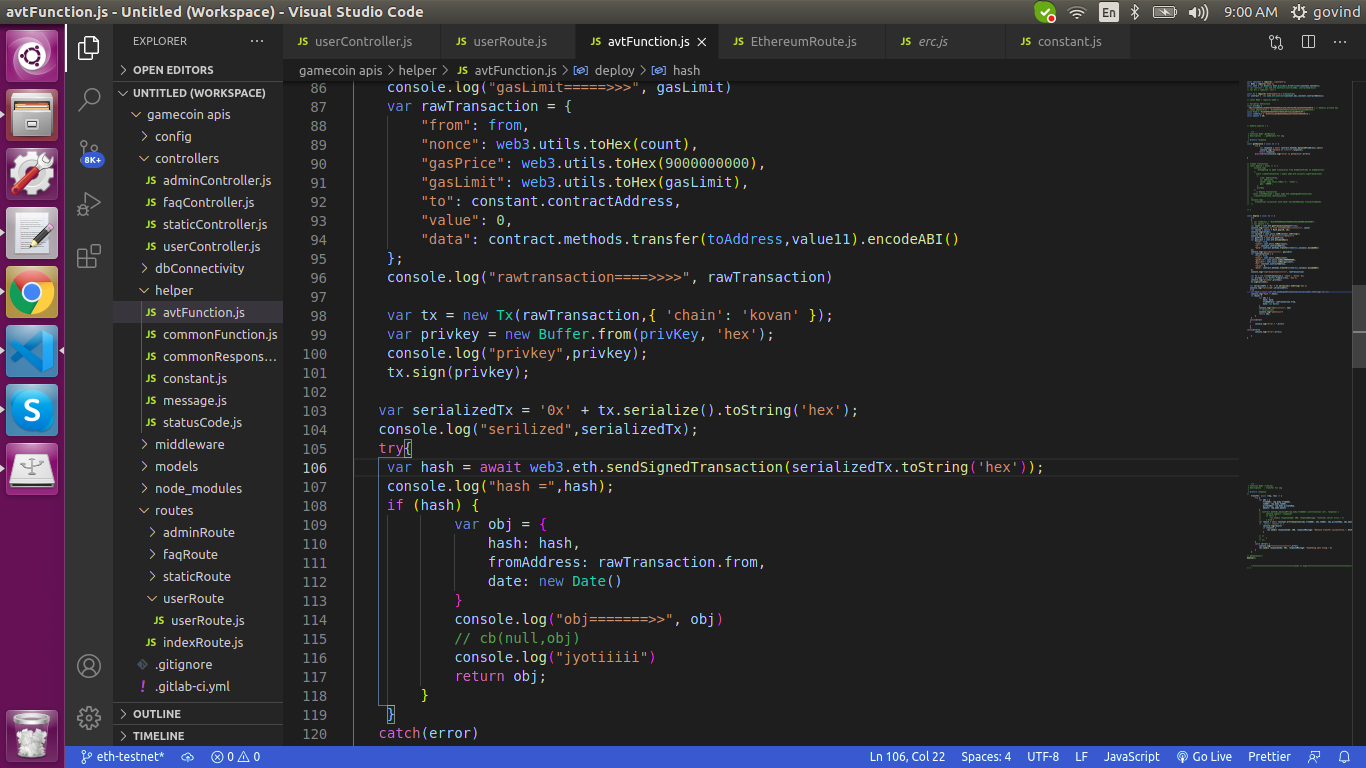 avtFunction.js - Untitled (Workspace) - Visual Studio Code
En
9:00 AM
govind
EXPLORER
userController.js
userRoute.js
avtFunction.js
EthereumRoute.js
erc.js
constant.js
OPEN EDITORS
UNTITLED (WORKSPACE)
gamecoin apis
config
controllers
JS adminController.js
JS faqController.js
JS staticController.js
JS userController.js
dbConnectivity
helper
JS avtFunction.js
JS commonFunction.js
JS commonRespons...
JS constant.js
JS message.js
JS statusCode.js
middleware
models
node_modules
routes
adminRoute
faqRoute
staticRoute
userRoute
JS userRoute.js
JS indexRoute.js
.gitignore
! .gitlab-ci.yml
OUTLINE
TIMELINE
8K+
gamecoin apis > helper > JS avtFunction.js > deploy > hash
86 console.log("gasLimit=====>>>", gasLimit)
87 var rawTransaction = {
88 "from": from,
89 "nonce": web3.utils.toHex(count),
90 "gasPrice": web3.utils.toHex(9000000000),
91 "gasLimit": web3.utils.toHex(gasLimit),
92 "to": constant.contractAddress,
93 "value": 0,
94 "data": contract.methods.transfer(toAddress,value11).encodeABI()
95 };
96 console.log("rawtransaction====>>>>", rawTransaction)
97
98 var tx = new Tx(rawTransaction,{ 'chain': 'kovan' });
99 var privkey = new Buffer.from(privKey, 'hex');
100 console.log("privkey",privkey);
101 tx.sign(privkey);
102
103 var serializedTx = '0x' + tx.serialize().toString('hex');
104 console.log("serilized",serializedTx);
105 try{
106 var hash = await web3.eth.sendSignedTransaction(serializedTx.toString('hex'));
107 console.log("hash =",hash);
108 if (hash) {
109 var obj = {
110 hash: hash,
111 fromAddress: rawTransaction.from,
112 date: new Date()
113 }
114 console.log("obj=======>>", obj)
115 // cb(null,obj)
116 console.log("jyotiiiii")
117 return obj;
118 }
119 }
120 catch(error)
eth-testnet*
0 0
Ln 106, Col 22
Spaces: 4
UTF-8
LF
JavaScript
Go Live
Prettier